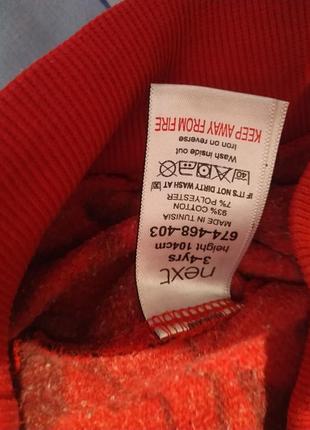 next
3-4yrs
height 104cm
674-468-403
MADE IN TUNISIA
93% COTTON
7% POLYESTER
IF IT'S NOT DIRTY WASH AT
40
Wash inside out
Iron on reverse
KEEP AWAY FROM FIRE